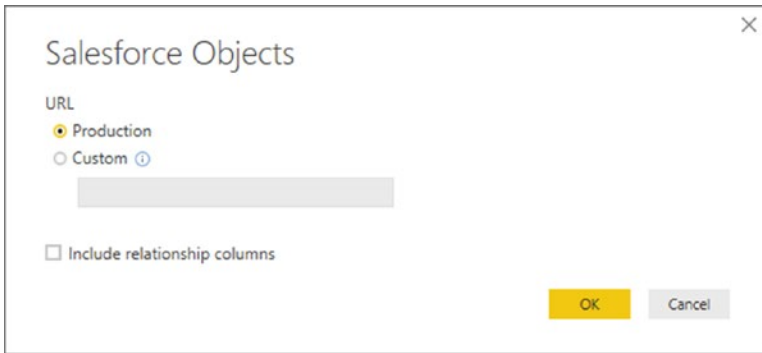 Salesforce Objects
URL
Production
Custom
Include relationship columns
OK Cancel